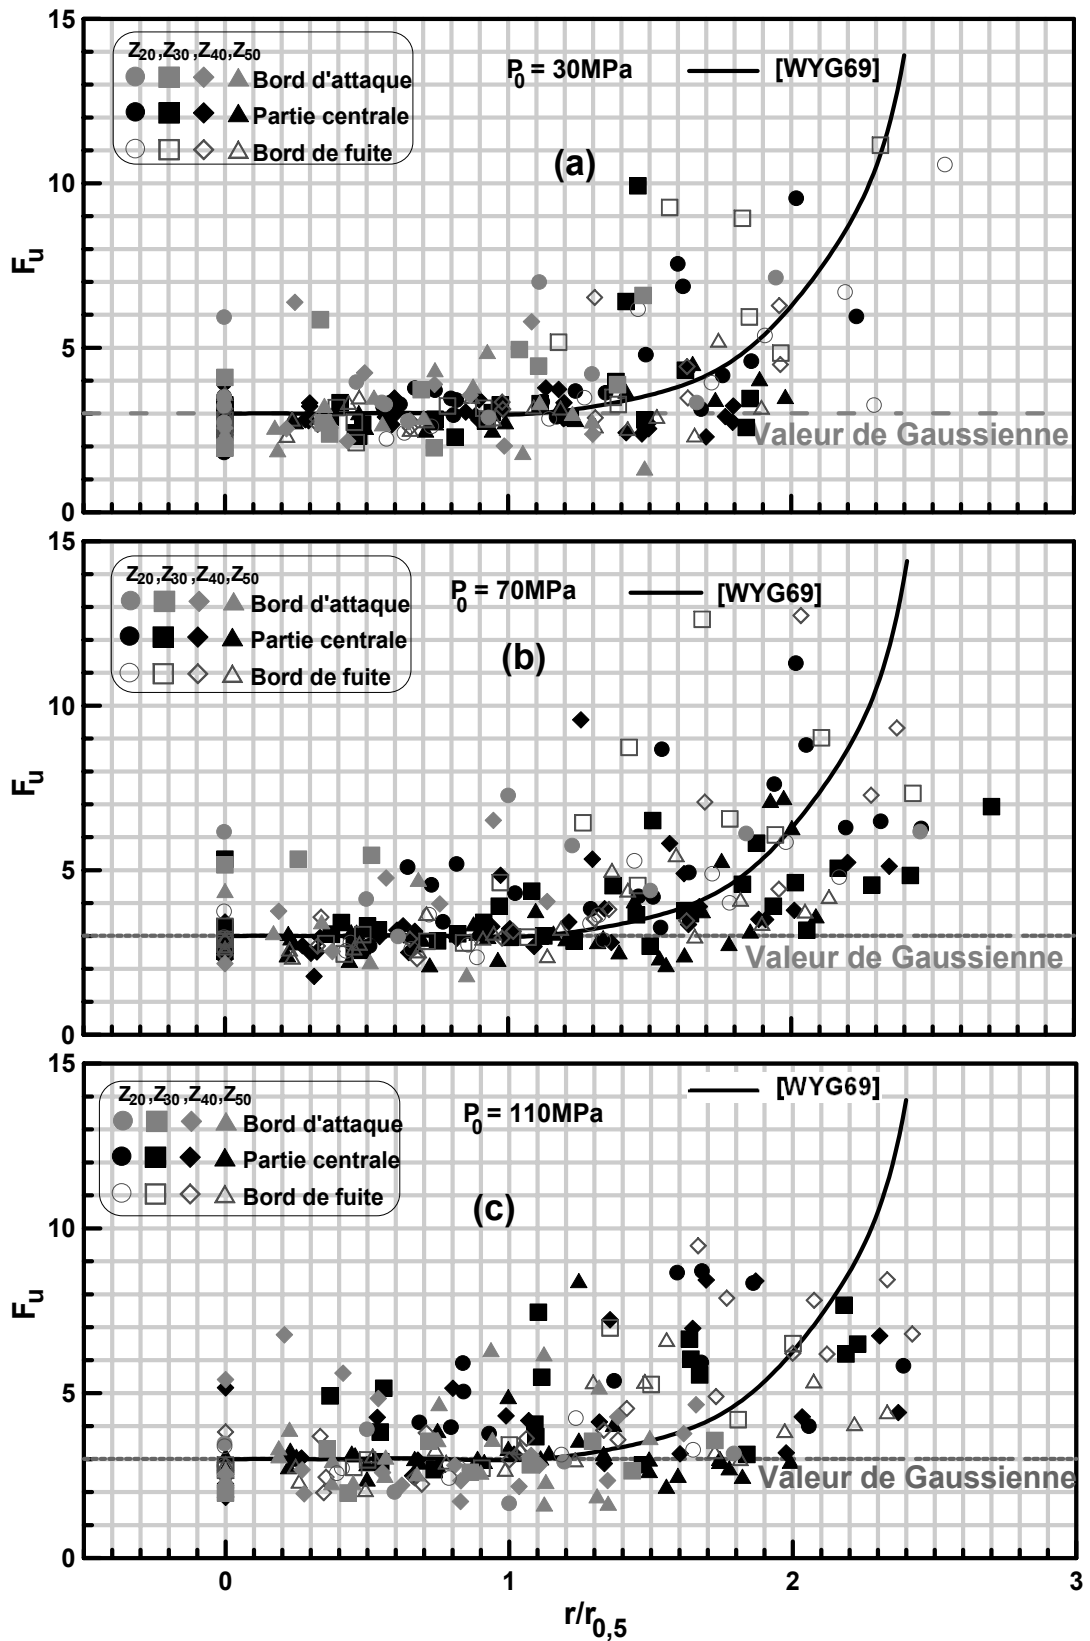 15
Z20,Z30,Z40,Z50
Bord d'attaque
Partie centrale
Bord de fuite
P0 = 30MPa
[WYG69]
(a)
10
Fu
5
Valeur de Gaussienne
0
15
Z20,Z30,Z40,Z50
Bord d'attaque
Partie centrale
Bord de fuite
P0 = 70MPa
[WYG69]
(b)
10
Fu
5
Valeur de Gaussienne
0
15
Z20,Z30,Z40,Z50
Bord d'attaque
Partie centrale
Bord de fuite
P0 = 110MPa
[WYG69]
(c)
10
Fu
5
Valeur de Gaussienne
0
0 1 2 3
r/r0,5